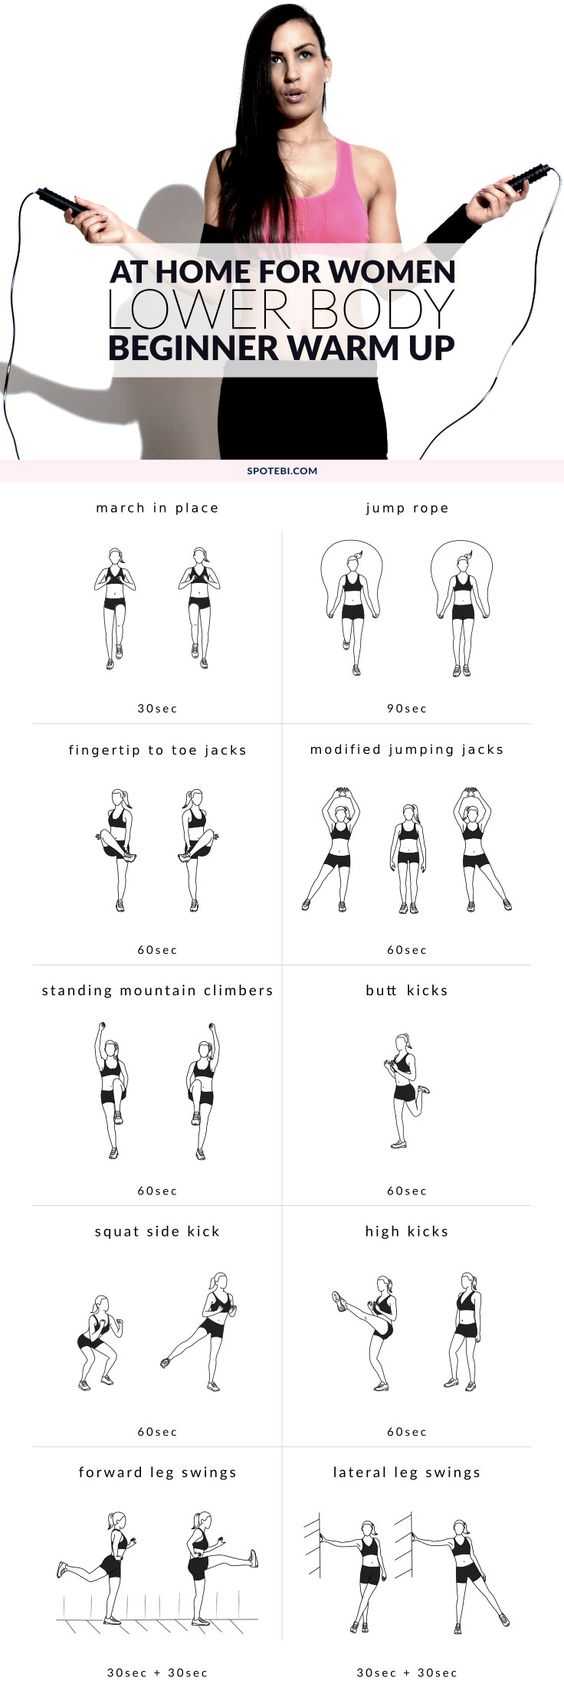 AT HOME FOR WOMEN
LOWER BODY
BEGINNER WARM UP
SPOTEBI.COM
march in place
30sec
jump rope
90sec
fingertip to toe jacks
60sec
modified jumping jacks
60sec
standing mountain climbers
60sec
butt kicks
60sec
squat side kick
60sec
high kicks
60sec
forward leg swings
30sec + 30sec
lateral leg swings
30sec + 30sec